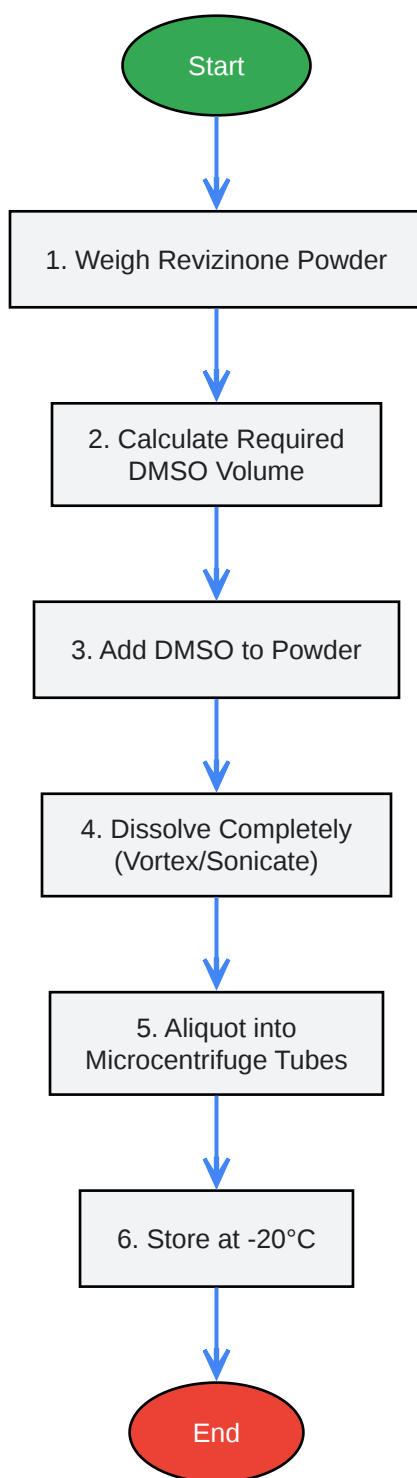 Start
1. Weigh Revizinone Powder
2. Calculate Required
DMSO Volume
3. Add DMSO to Powder
4. Dissolve Completely
(Vortex/Sonicate)
5. Aliquot into
Microcentrifuge Tubes
6. Store at -20°C
End